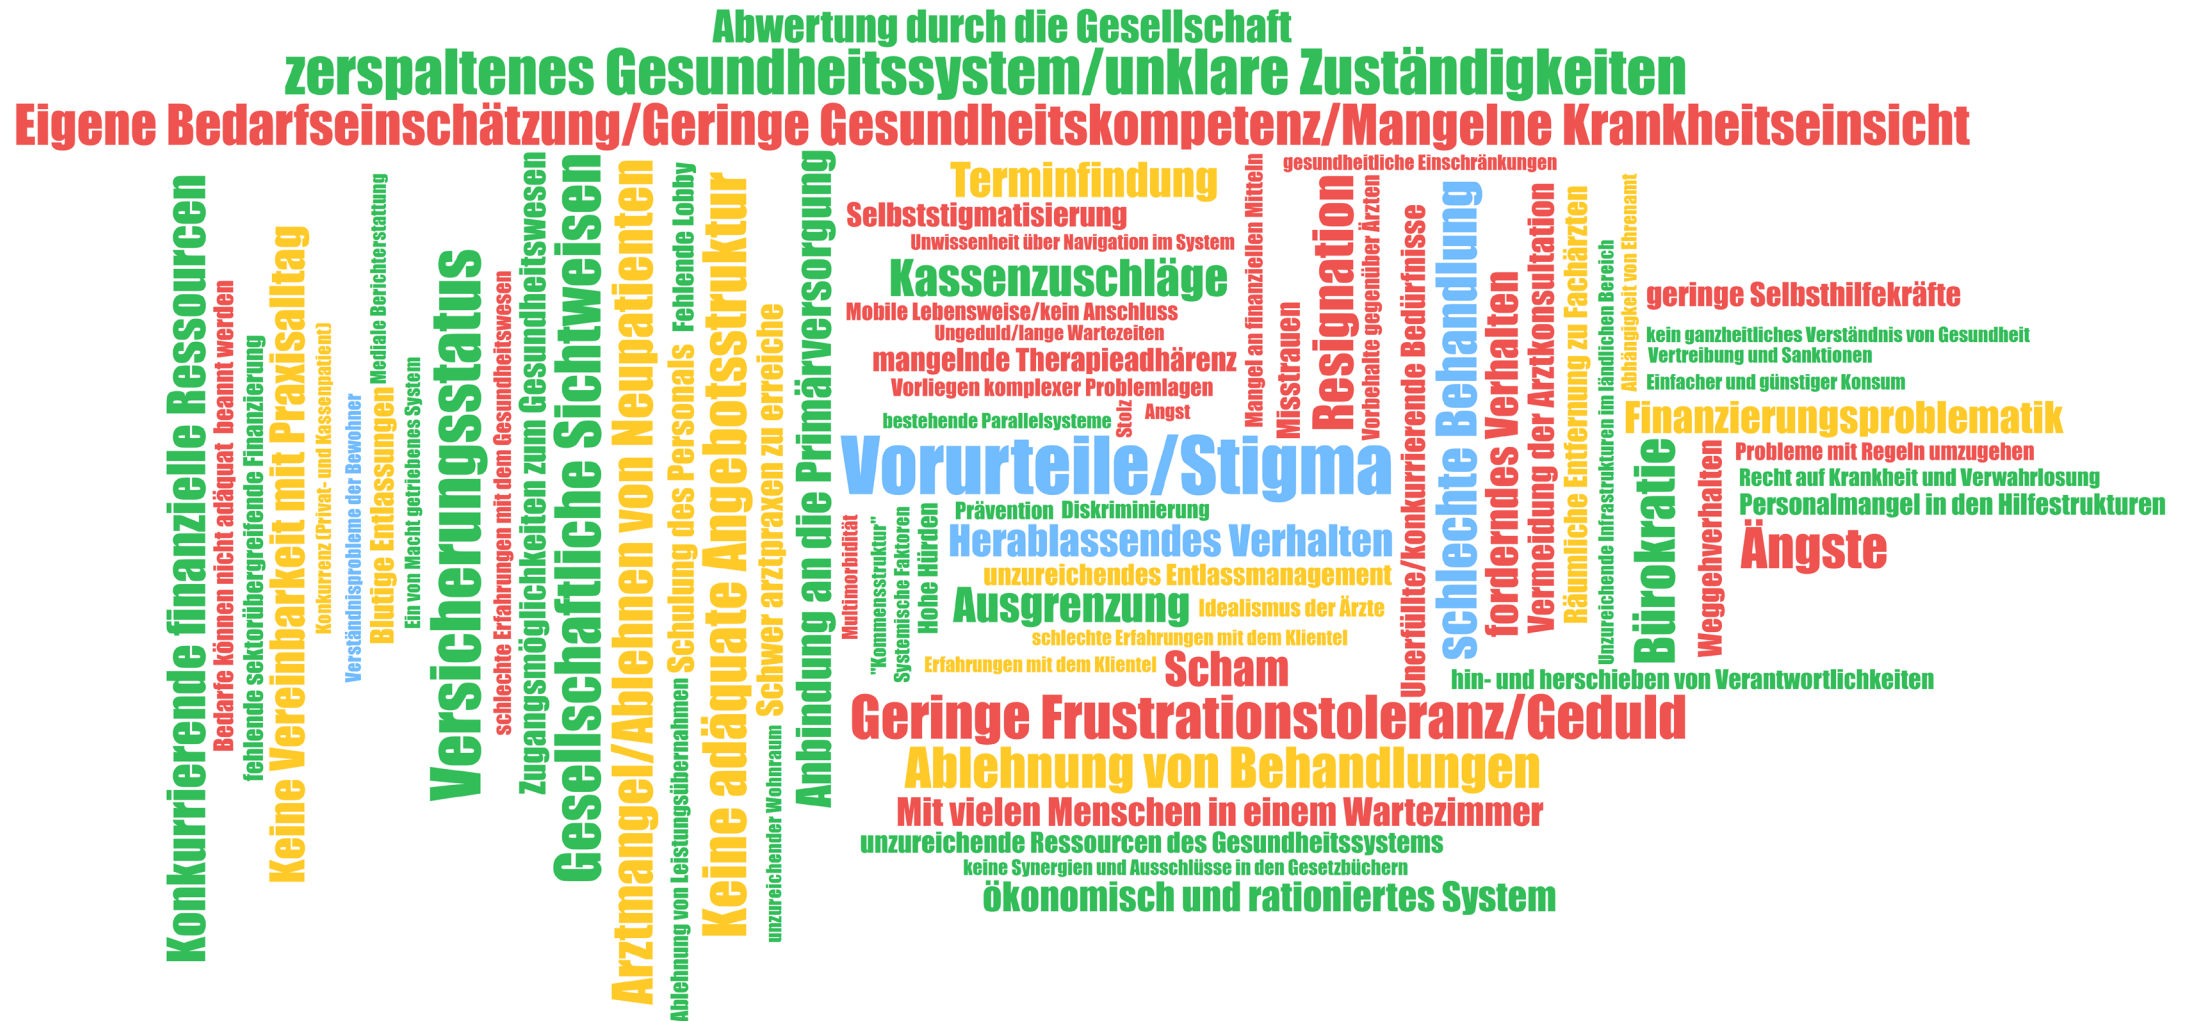 Abwertung durch die Gesellschaft
zerspaltenes Gesundheitssystem/unklare Zuständigkeiten
Eigene Bedarfseinschätzung/Geringe Gesundheitskompetenz/Mangelne Krankheitseinsicht
Konkurrierende finanzielle Ressourcen
Bedarfe können nicht adäquat beannt werden
fehlende sektorübergreifende Finanzierung
Keine Vereinbarkeit mit Praxisalltag
Konkurrenz (Privat- und Kassenpatient)
Verständnisprobleme der Bewohner
Mediale Berichterstattung
Blutige Entlassungen
Ein von Macht getriebenes System
Versicherungsstatus
schlechte Erfahrungen mit dem Gesundheitswesen
Zugangsmöglichkeiten zum Gesundheitswesen
Gesellschaftliche Sichtweisen
Arztmangel/Ablehnen von Neupatienten
Fehlende Lobby
Schulung des Personals
Ablehnung von Leistungsübernahmen
Keine adäquate Angebotsstruktur
Schwer arztpraxen zu erreiche
unzureichender Wohnraum
Anbindung an die Primärversorgung
Terminfindung
Selbststigmatisierung
Unwissenheit über Navigation im System
Kassenzuschläge
Mobile Lebensweise/kein Anschluss
Ungeduld/lange Wartezeiten
mangelnde Therapieadhärenz
Vorliegen komplexer Problemlagen
bestehende Parallelsysteme
Stolz
Angst
Vorurteile/Stigma
Prävention
Diskriminierung
Multimorbidität
"Kommensstruktur"
Systemische Faktoren
Hohe Hürden
Herablassendes Verhalten
unzureichendes Entlassmanagement
Ausgrenzung
Idealismus der Ärzte
schlechte Erfahrungen mit dem Klientel
Erfahrungen mit dem Klientel
Scham
Geringe Frustrationstoleranz/Geduld
Ablehnung von Behandlungen
Mit vielen Menschen in einem Wartezimmer
unzureichende Ressourcen des Gesundheitssystems
keine Synergien und Ausschlüsse in den Gesetzbüchern
ökonomisch und rationiertes System
gesundheitliche Einschränkungen
Mangel an finanziellen Mitteln
Misstrauen
Resignation
Vorbehalte gegenüber Ärzten
Unerfüllte/konkurrierende Bedürfnisse
schlechte Behandlung
forderndes Verhalten
Vermeidung der Arztkonsultation
Räumliche Entfernung zu Fachärzten
Unzureichende Infrastrukturen im ländlichen Bereich
Abhängigkeit von Ehrenamt
geringe Selbsthilfekräfte
kein ganzheitliches Verständnis von Gesundheit
Vertreibung und Sanktionen
Einfacher und günstiger Konsum
Finanzierungsproblematik
Bürokratie
Weggehverhalten
Probleme mit Regeln umzugehen
Recht auf Krankheit und Verwahrlosung
Personalmangel in den Hilfestrukturen
Ängste
hin- und herschieben von Verantwortlichkeiten